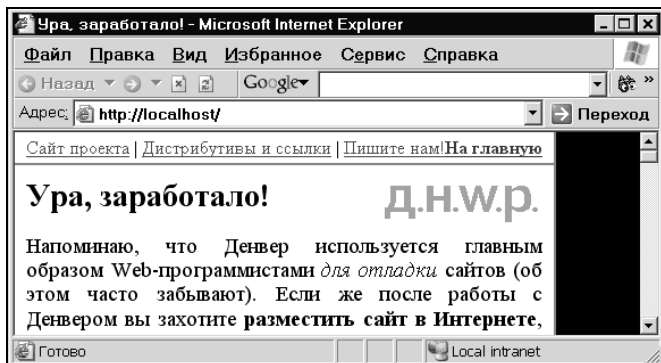 Ура, заработало! - Microsoft Internet Explorer
Файл Правка Вид Избранное Сервис Справка
Назад Google
Адрес: http://localhost/ Переход
Сайт проекта | Дистрибутивы и ссылки | Пишите нам!На главную
Ура, заработало! Д.Н.W.Р.
Напоминаю, что Денвер используется главным
образом Web-программистами для отладки сайтов (об
этом часто забывают). Если же после работы с
Денвером вы захотите разместить сайт в Интернете,
Готово Local intranet